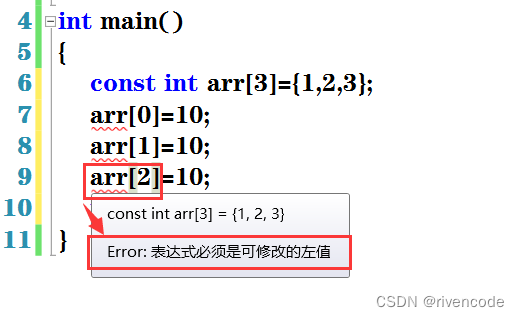 4 int main()
5 {
6 const int arr[3]={1,2,3};
7 arr[0]=10;
8 arr[1]=10;
9 arr[2]=10;
10
const int arr[3] = {1, 2, 3}
11 }
Error: 表达式必须是可修改的左值
CSDN @rivencode